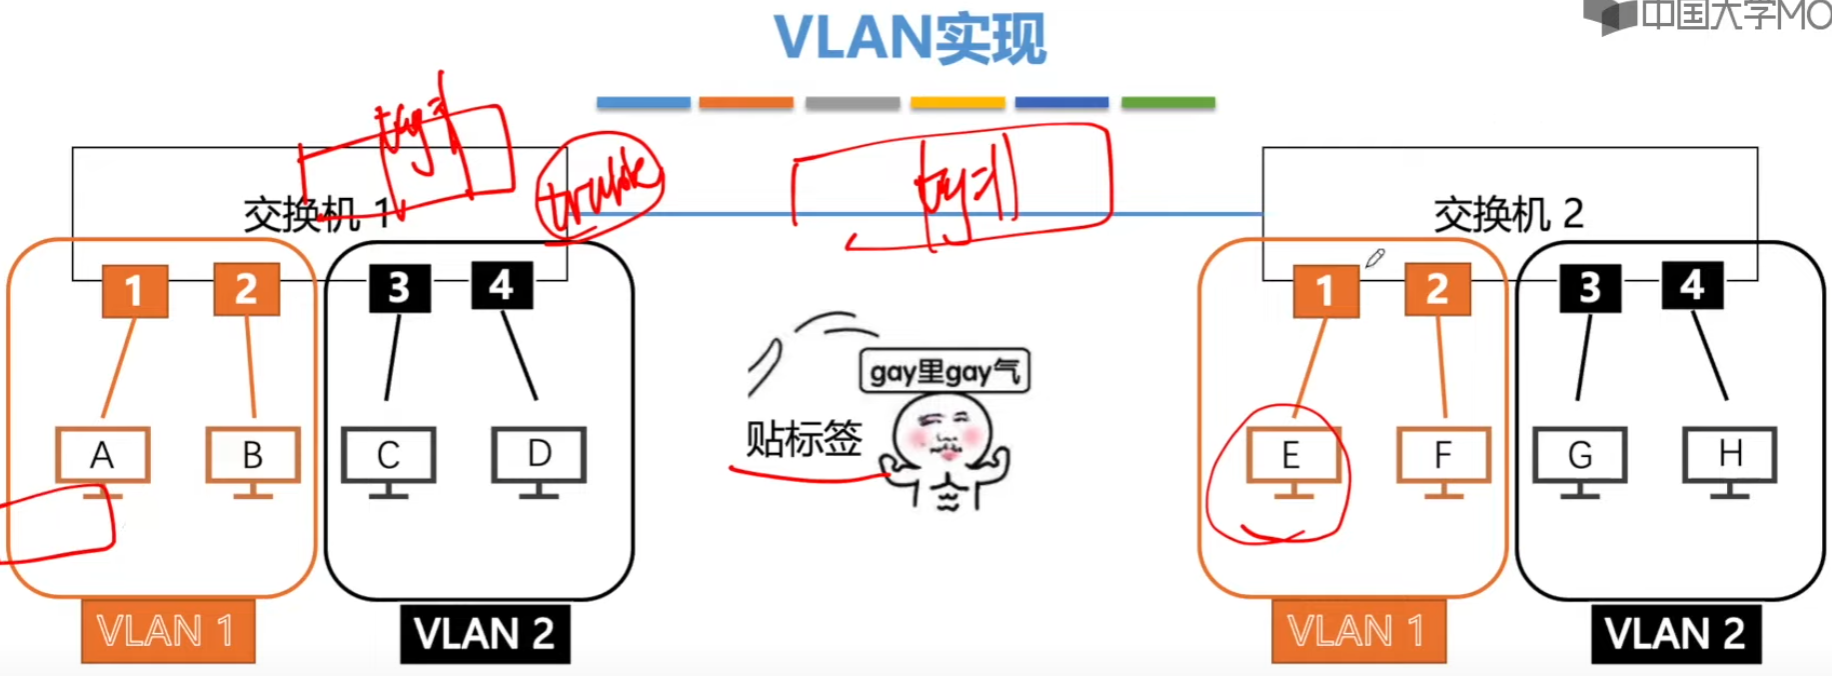 中国大学MO
VLAN实现
tag=1
trunk
tag=1
交换机 1
交换机 2
1
2
3
4
1
2
3
4
gay里gay气
贴标签
A
B
C
D
E
F
G
H
VLAN 1
VLAN 2
VLAN 1
VLAN 2